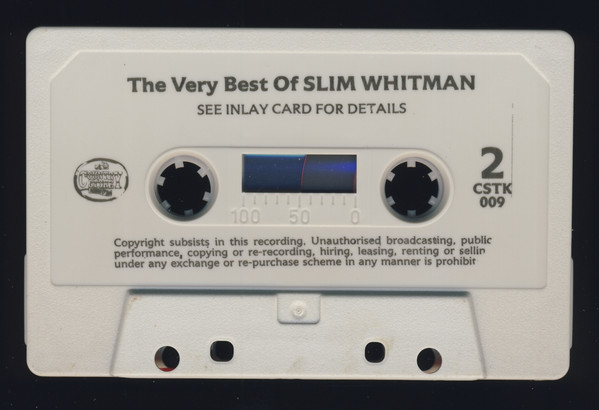 The Very Best Of SLIM WHITMAN
SEE INLAY CARD FOR DETAILS
2
CSTK
009
COUNTRY
100 50 0
Copyright subsists in this recording. Unauthorised broadcasting, public
performance, copying or re-recording, hiring, leasing, renting or sellin
under any exchange or re-purchase scheme in any manner is prohibit